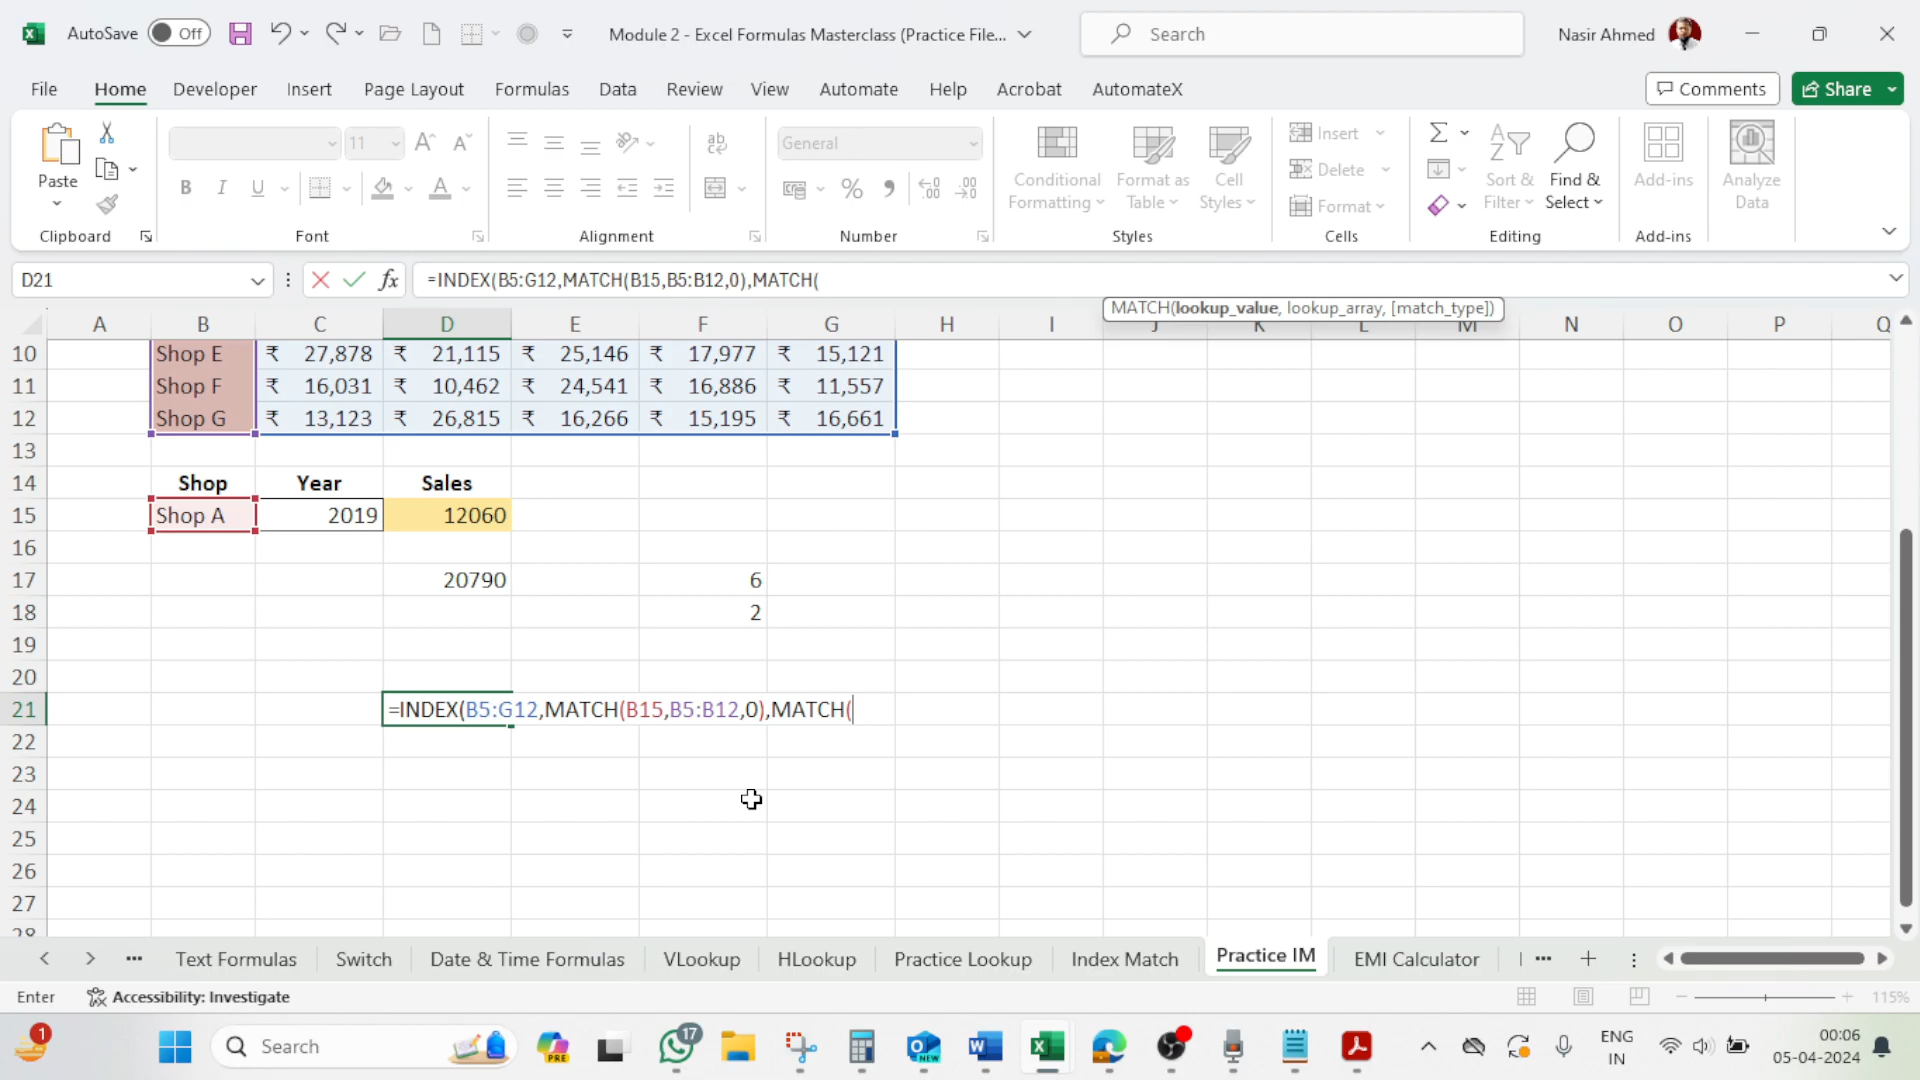 AutoSave Off Module 2 - Excel Formulas Masterclass (Practice File... Search Nasir Ahmed
File Home Developer Insert Page Layout Formulas Data Review View Automate Help Acrobat AutomateX Comments Share
Paste 11 General Conditional Formatting Format as Table Cell Styles Insert Delete Format Sort & Filter Find & Select Add-ins Analyze Data
Clipboard Font Alignment Number Styles Cells Editing Add-ins
D21 fx =INDEX(B5:G12,MATCH(B15,B5:B12,0),MATCH(
MATCH(lookup_value, lookup_array, [match_type])
A B C D E F G H I J K L M N O P Q
10 Shop E ₹ 27,878 ₹ 21,115 ₹ 25,146 ₹ 17,977 ₹ 15,121
11 Shop F ₹ 16,031 ₹ 10,462 ₹ 24,541 ₹ 16,886 ₹ 11,557
12 Shop G ₹ 13,123 ₹ 26,815 ₹ 16,266 ₹ 15,195 ₹ 16,661
13
14 Shop Year Sales
15 Shop A 2019 12060
16
17 20790 6
18 2
19
20
21 =INDEX(B5:G12,MATCH(B15,B5:B12,0),MATCH(
22
23
24
25
26
27
28
Text Formulas Switch Date & Time Formulas VLookup HLookup Practice Lookup Index Match Practice IM EMI Calculator
Enter Accessibility: Investigate 115%
1 Search PRE 17 NEW ENG IN 00:06 05-04-2024